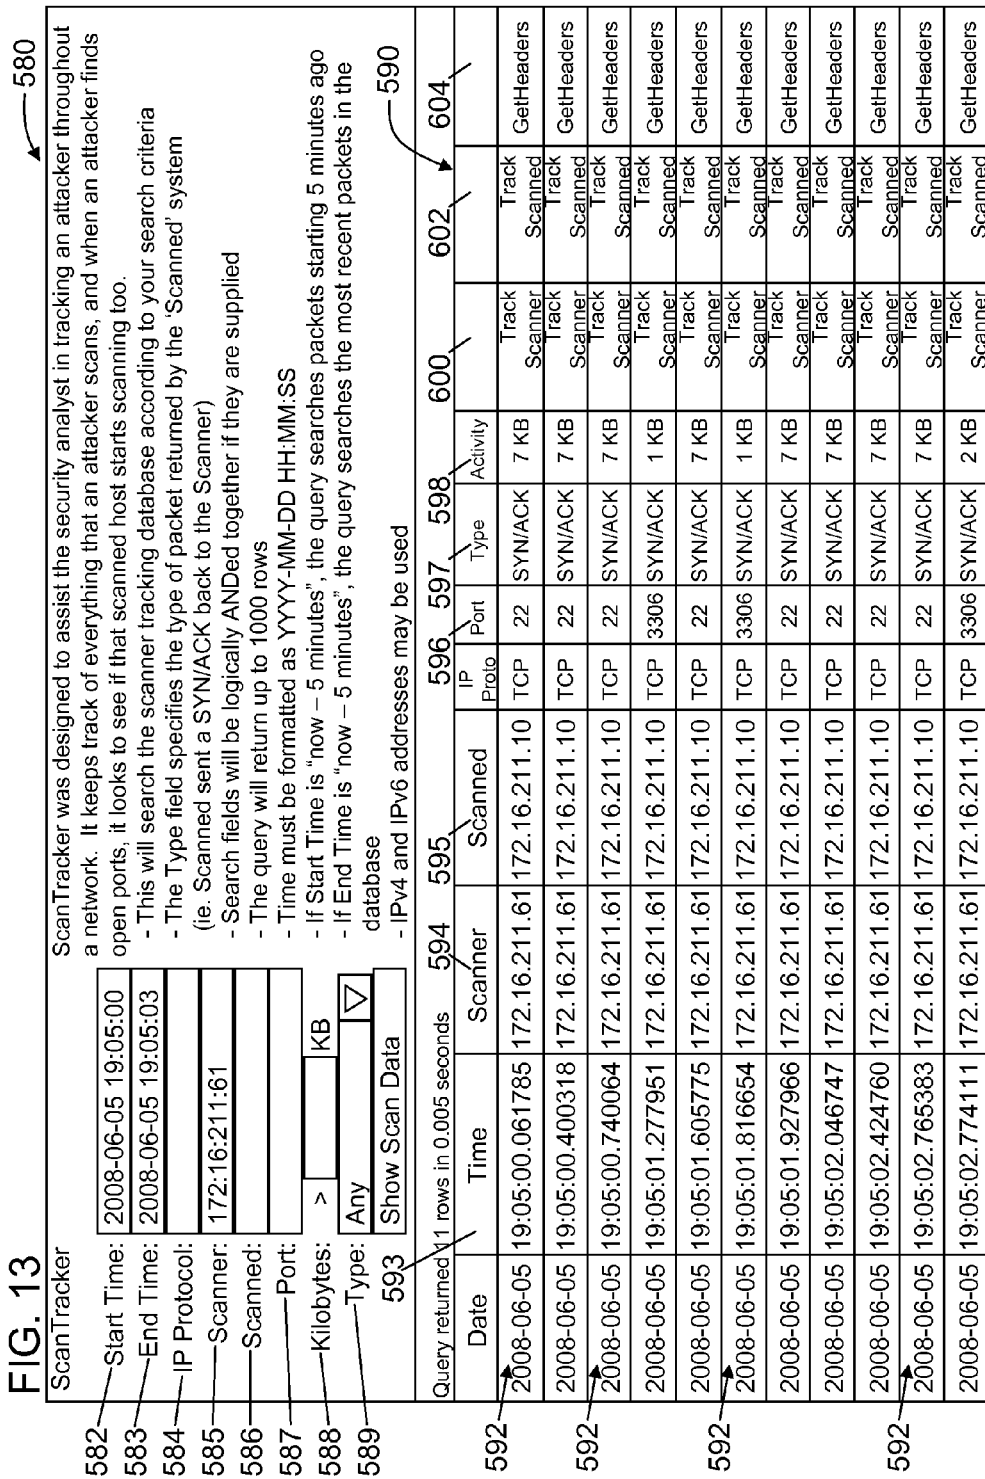 FIG. 13
580
ScanTracker
582 Start Time: 2008-06-05 19:05:00
583 End Time: 2008-06-05 19:05:03
584 IP Protocol:
585 Scanner: 172:16:211:61
586 Scanned:
587 Port:
588 Kilobytes: > KB
589 Type: Any
Show Scan Data
ScanTracker was designed to assist the security analyst in tracking an attacker throughout
a network. It keeps track of everything that an attacker scans, and when an attacker finds
open ports, it looks to see if that scanned host starts scanning too.
- This will search the scanner tracking database according to your search criteria
- The Type field specifies the type of packet returned by the 'Scanned' system
(ie. Scanned sent a SYN/ACK back to the Scanner)
- Search fields will be logically ANDed together if they are supplied
- The query will return up to 1000 rows
- Time must be formatted as YYYY-MM-DD HH:MM:SS
- If Start Time is "now – 5 minutes", the query searches packets starting 5 minutes ago
- If End Time is "now – 5 minutes", the query searches the most recent packets in the
database
- IPv4 and IPv6 addresses may be used
590
Query returned 11 rows in 0.005 seconds
593 594 595 596 597 598 600 602 604
Date Time Scanner Scanned IP Proto Port Type Activity
592 2008-06-05 19:05:00.061785 172.16.211.61 172.16.211.10 TCP 22 SYN/ACK 7 KB Track Scanner Track Scanned GetHeaders
2008-06-05 19:05:00.400318 172.16.211.61 172.16.211.10 TCP 22 SYN/ACK 7 KB Track Scanner Track Scanned GetHeaders
592 2008-06-05 19:05:00.740064 172.16.211.61 172.16.211.10 TCP 22 SYN/ACK 7 KB Track Scanner Track Scanned GetHeaders
2008-06-05 19:05:01.277951 172.16.211.61 172.16.211.10 TCP 3306 SYN/ACK 1 KB Track Scanner Track Scanned GetHeaders
2008-06-05 19:05:01.605775 172.16.211.61 172.16.211.10 TCP 22 SYN/ACK 7 KB Track Scanner Track Scanned GetHeaders
592 2008-06-05 19:05:01.816654 172.16.211.61 172.16.211.10 TCP 3306 SYN/ACK 1 KB Track Scanner Track Scanned GetHeaders
2008-06-05 19:05:01.927966 172.16.211.61 172.16.211.10 TCP 22 SYN/ACK 7 KB Track Scanner Track Scanned GetHeaders
2008-06-05 19:05:02.046747 172.16.211.61 172.16.211.10 TCP 22 SYN/ACK 7 KB Track Scanner Track Scanned GetHeaders
2008-06-05 19:05:02.424760 172.16.211.61 172.16.211.10 TCP 22 SYN/ACK 7 KB Track Scanner Track Scanned GetHeaders
592 2008-06-05 19:05:02.765383 172.16.211.61 172.16.211.10 TCP 22 SYN/ACK 7 KB Track Scanner Track Scanned GetHeaders
2008-06-05 19:05:02.774111 172.16.211.61 172.16.211.10 TCP 3306 SYN/ACK 2 KB Track Scanner Track Scanned GetHeaders